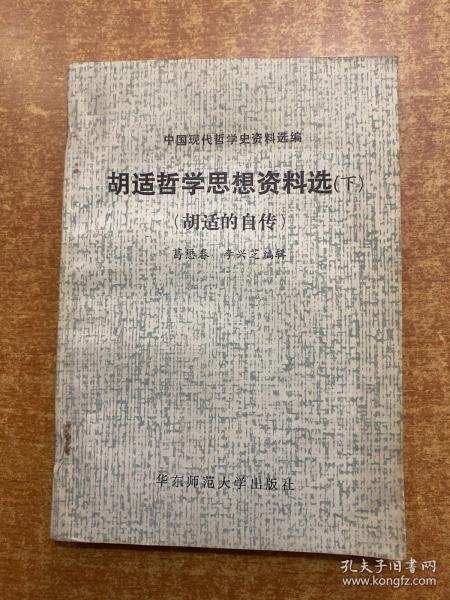 中国现代哲学史资料选编
胡适哲学思想资料选(下)
(胡适的自传)
葛懋春 李兴芝编辑
华东师范大学出版社
孔夫子旧书网
www.kongfz.com